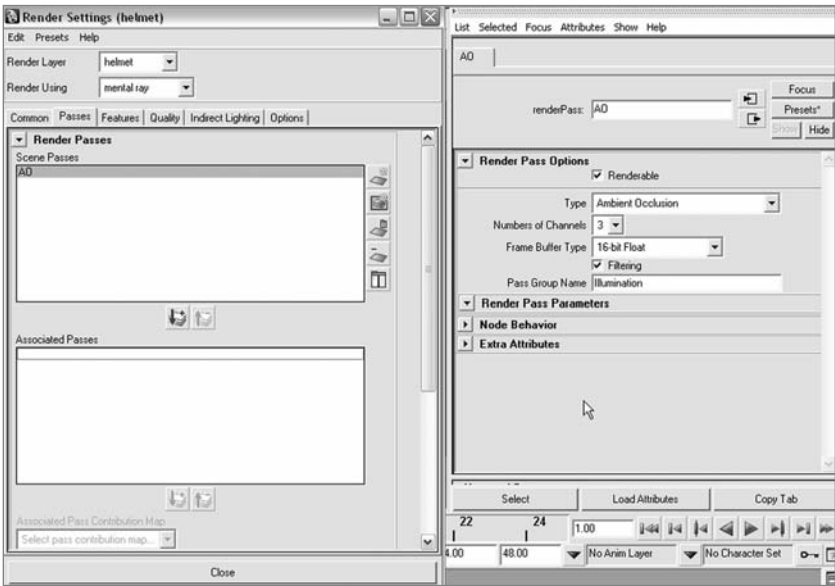 Render Settings (helmet)
Edit Presets Help
Render Layer helmet
Render Using mental ray
Common Passes Features Quality Indirect Lighting Options
Render Passes
Scene Passes
AO
Associated Passes
Associated Pass Contribution Map
Select pass contribution map...
Close
List Selected Focus Attributes Show Help
AO
renderPass: AO
Focus
Presets*
Show Hide
Render Pass Options
Renderable
Type Ambient Occlusion
Numbers of Channels 3
Frame Buffer Type 16-bit Float
Filtering
Pass Group Name Illumination
Render Pass Parameters
Node Behavior
Extra Attributes
Select Load Attributes Copy Tab
22 24 1.00
48.00 No Anim Layer No Character Set